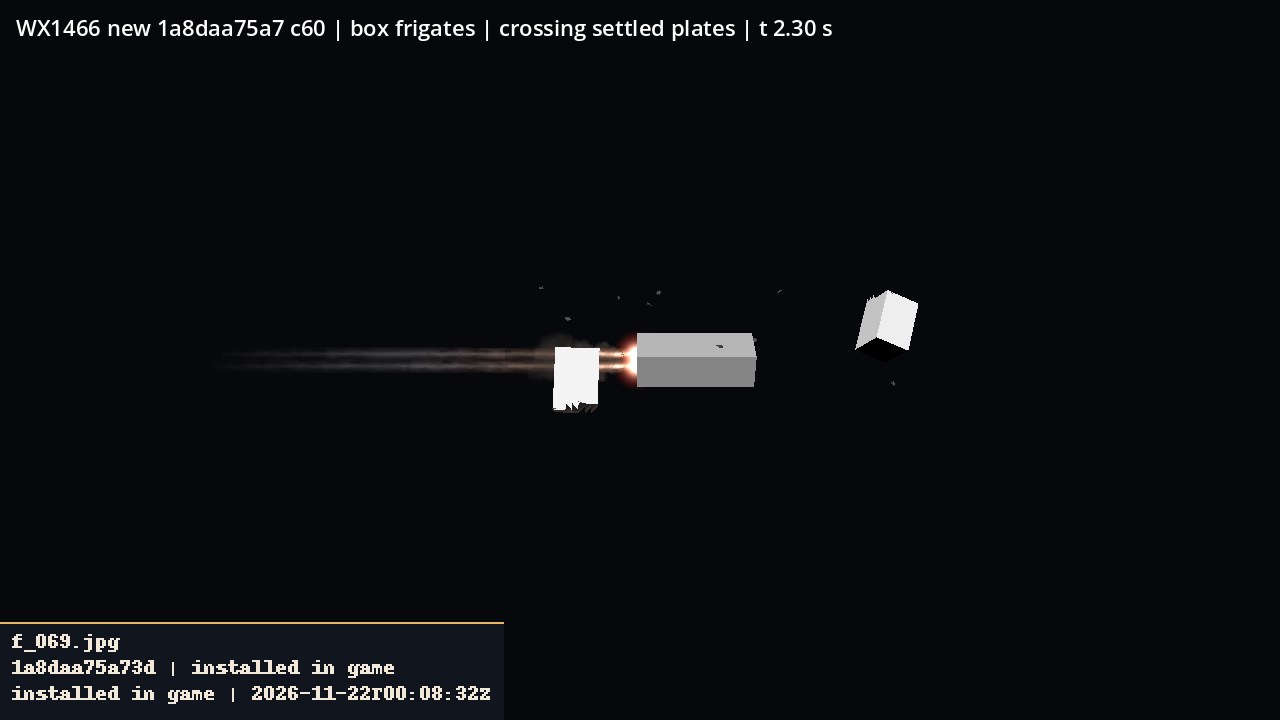 WX1466 new 1a8daa75a7 c60 | box frigates | crossing settled plates | t 2.30 s
f_069.jpg
1a8daa75a73d | installed in game
installed in game | 2026-11-22T00:08:32Z